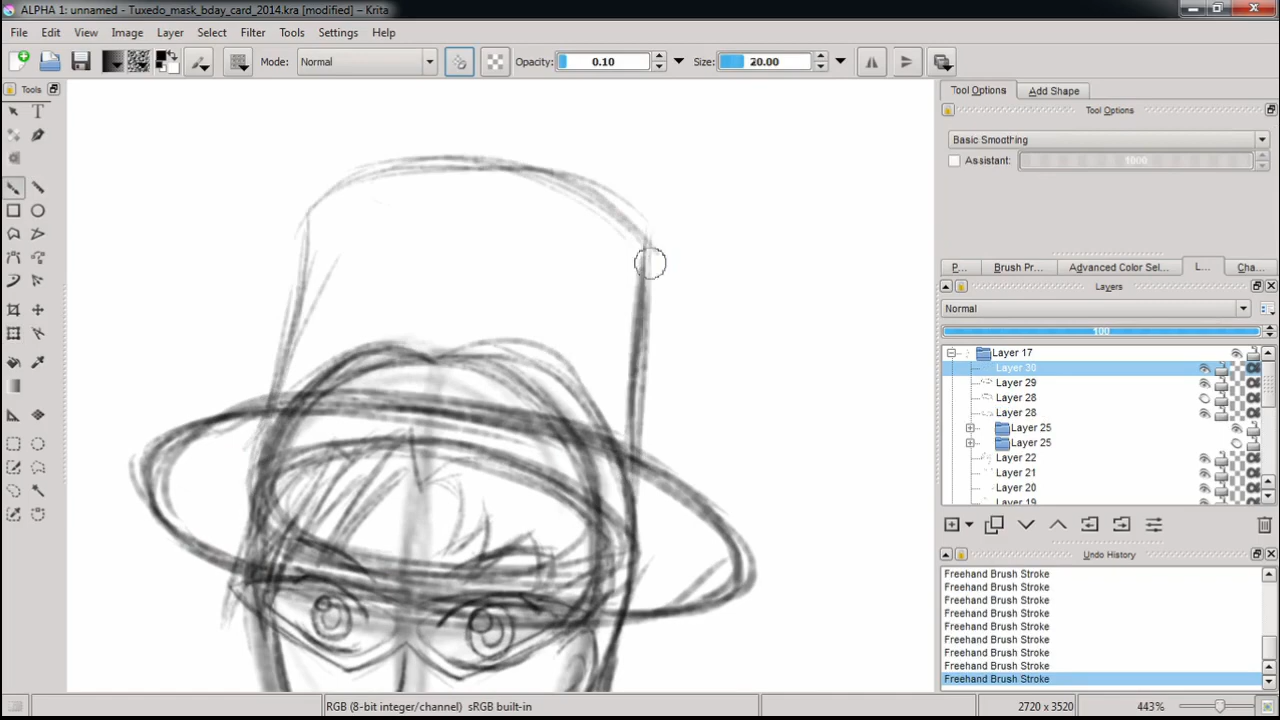 ALPHA 1: unnamed - Tuxedo_mask_bday_card_2014.kra [modified] – Krita
File Edit View Image Layer Select Filter Tools Settings Help
Mode: Normal Opacity: 0.10 Size: 20.00
Tools
Tool Options Add Shape
Tool Options
Basic Smoothing
Assistant: 1000
P... Brush Pr... Advanced Color Sel... L... Cha...
Layers
Normal
100
Layer 17
Layer 30
Layer 29
Layer 28
Layer 28
Layer 25
Layer 25
Layer 22
Layer 21
Layer 20
Layer 19
Undo History
Freehand Brush Stroke
Freehand Brush Stroke
Freehand Brush Stroke
Freehand Brush Stroke
Freehand Brush Stroke
Freehand Brush Stroke
Freehand Brush Stroke
Freehand Brush Stroke
Freehand Brush Stroke
RGB (8-bit integer/channel) sRGB built-in 2720 x 3520 443%